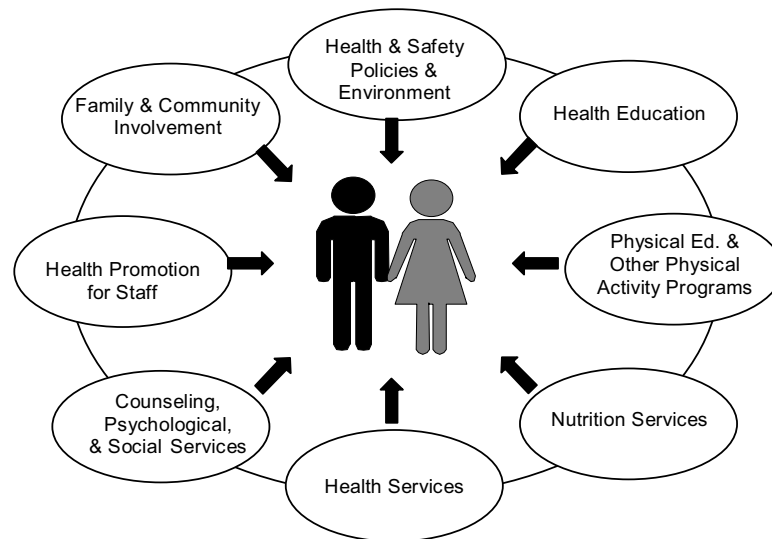 Health & Safety
Policies &
Environment
Family & Community
Involvement
Health Education
Health Promotion
for Staff
Physical Ed. &
Other Physical
Activity Programs
Counseling,
Psychological,
& Social Services
Nutrition Services
Health Services